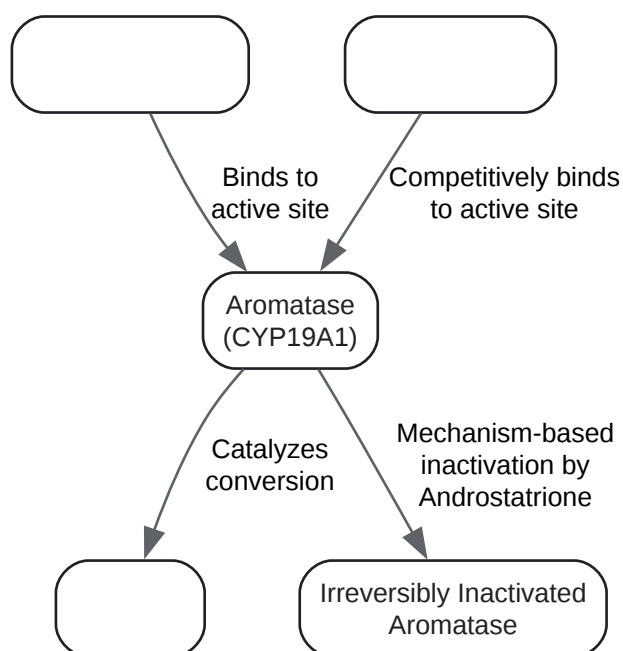 Binds to
active site
Competitively binds
to active site
Aromatase
(CYP19A1)
Catalyzes
conversion
Mechanism-based
inactivation by
Androstatrione
Irreversibly Inactivated
Aromatase